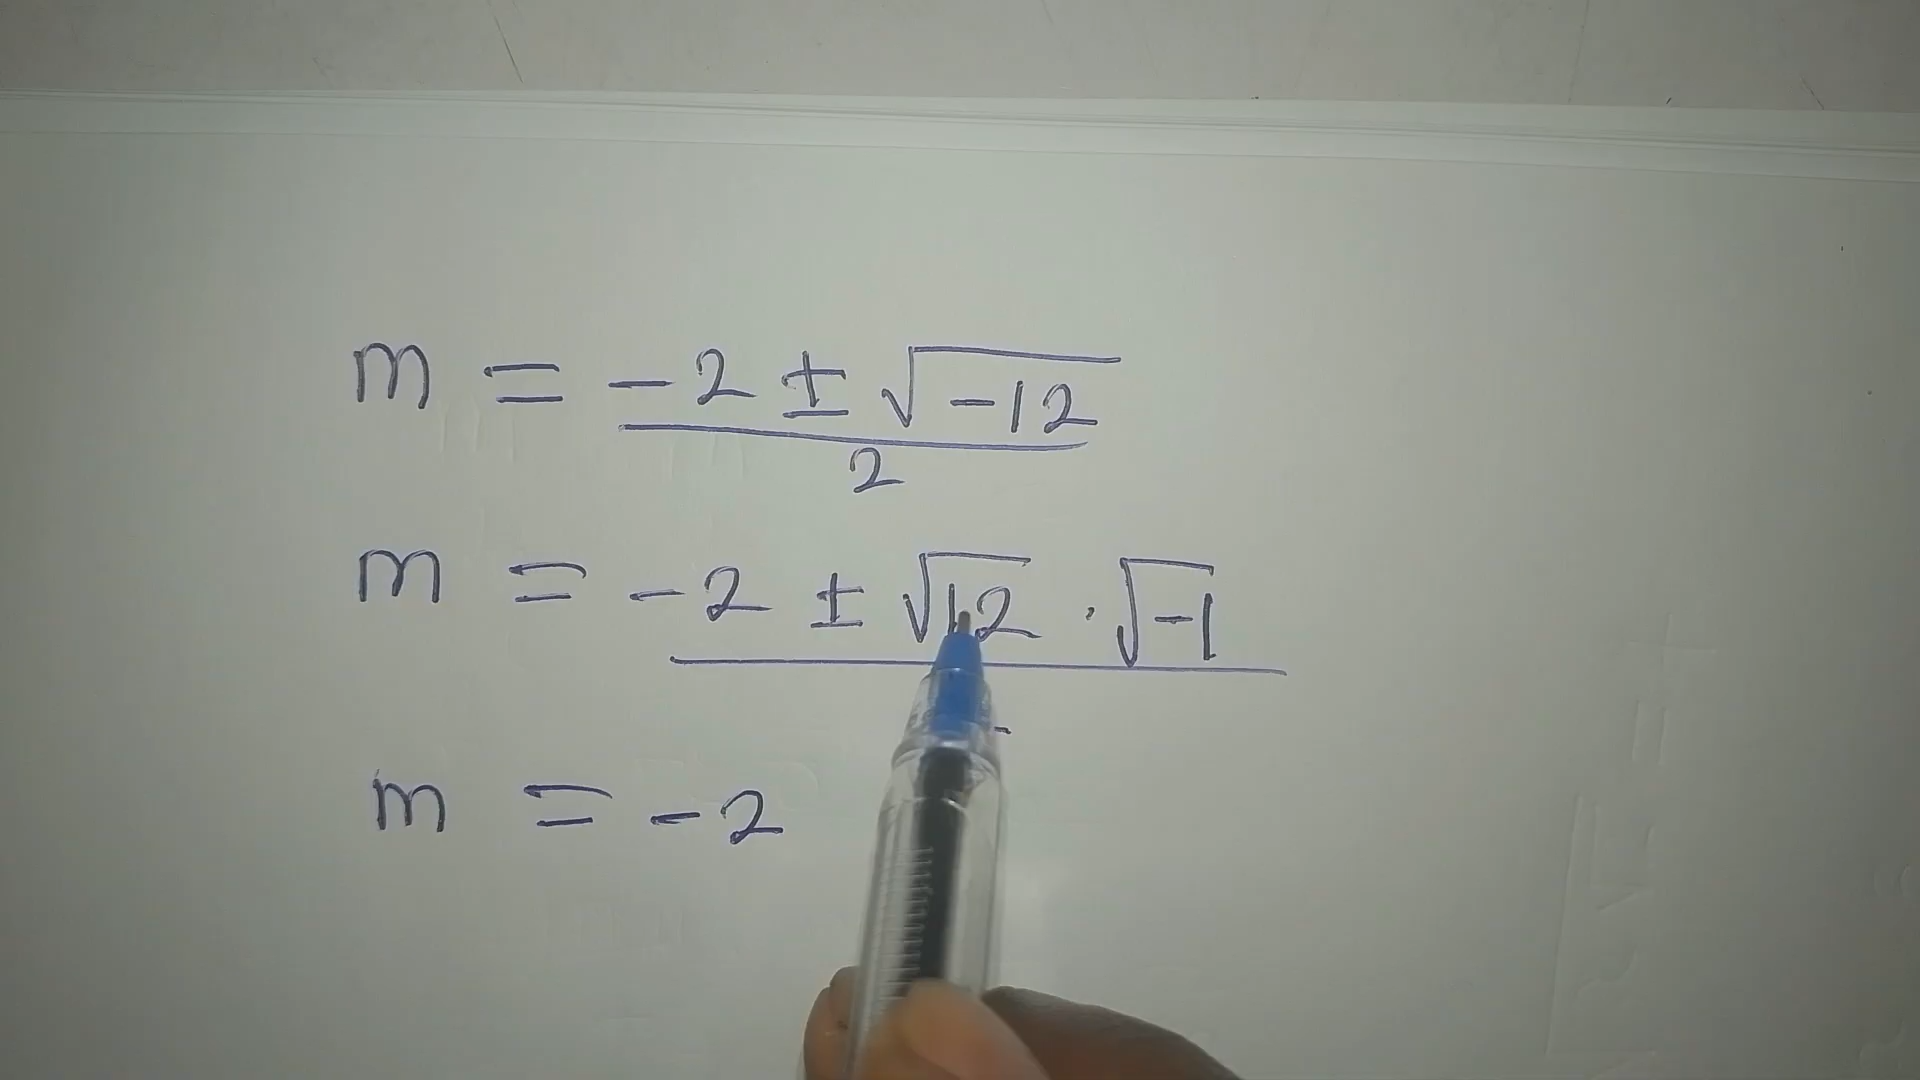 m = -2 ± √-12
2
m = -2 ± √12 · √-1
m = -2